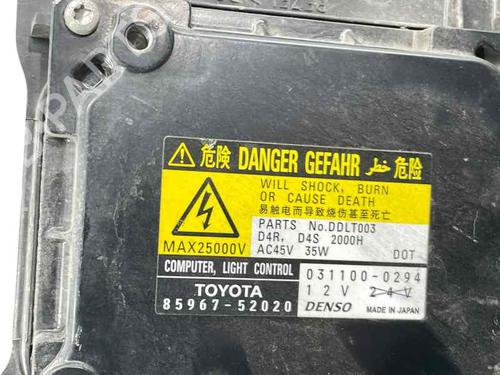 ⚠ 危険 DANGER GEFAHR خطر 危险
WILL SHOCK, BURN
OR CAUSE DEATH
易触电而导致烧伤甚至死亡
MAX25000V
PARTS No.DDLT003
D4R, D4S 2000H
AC45V 35W DOT
COMPUTER, LIGHT CONTROL
TOYOTA
85967-52020
031100-0294
12V 24V
DENSO MADE IN JAPAN